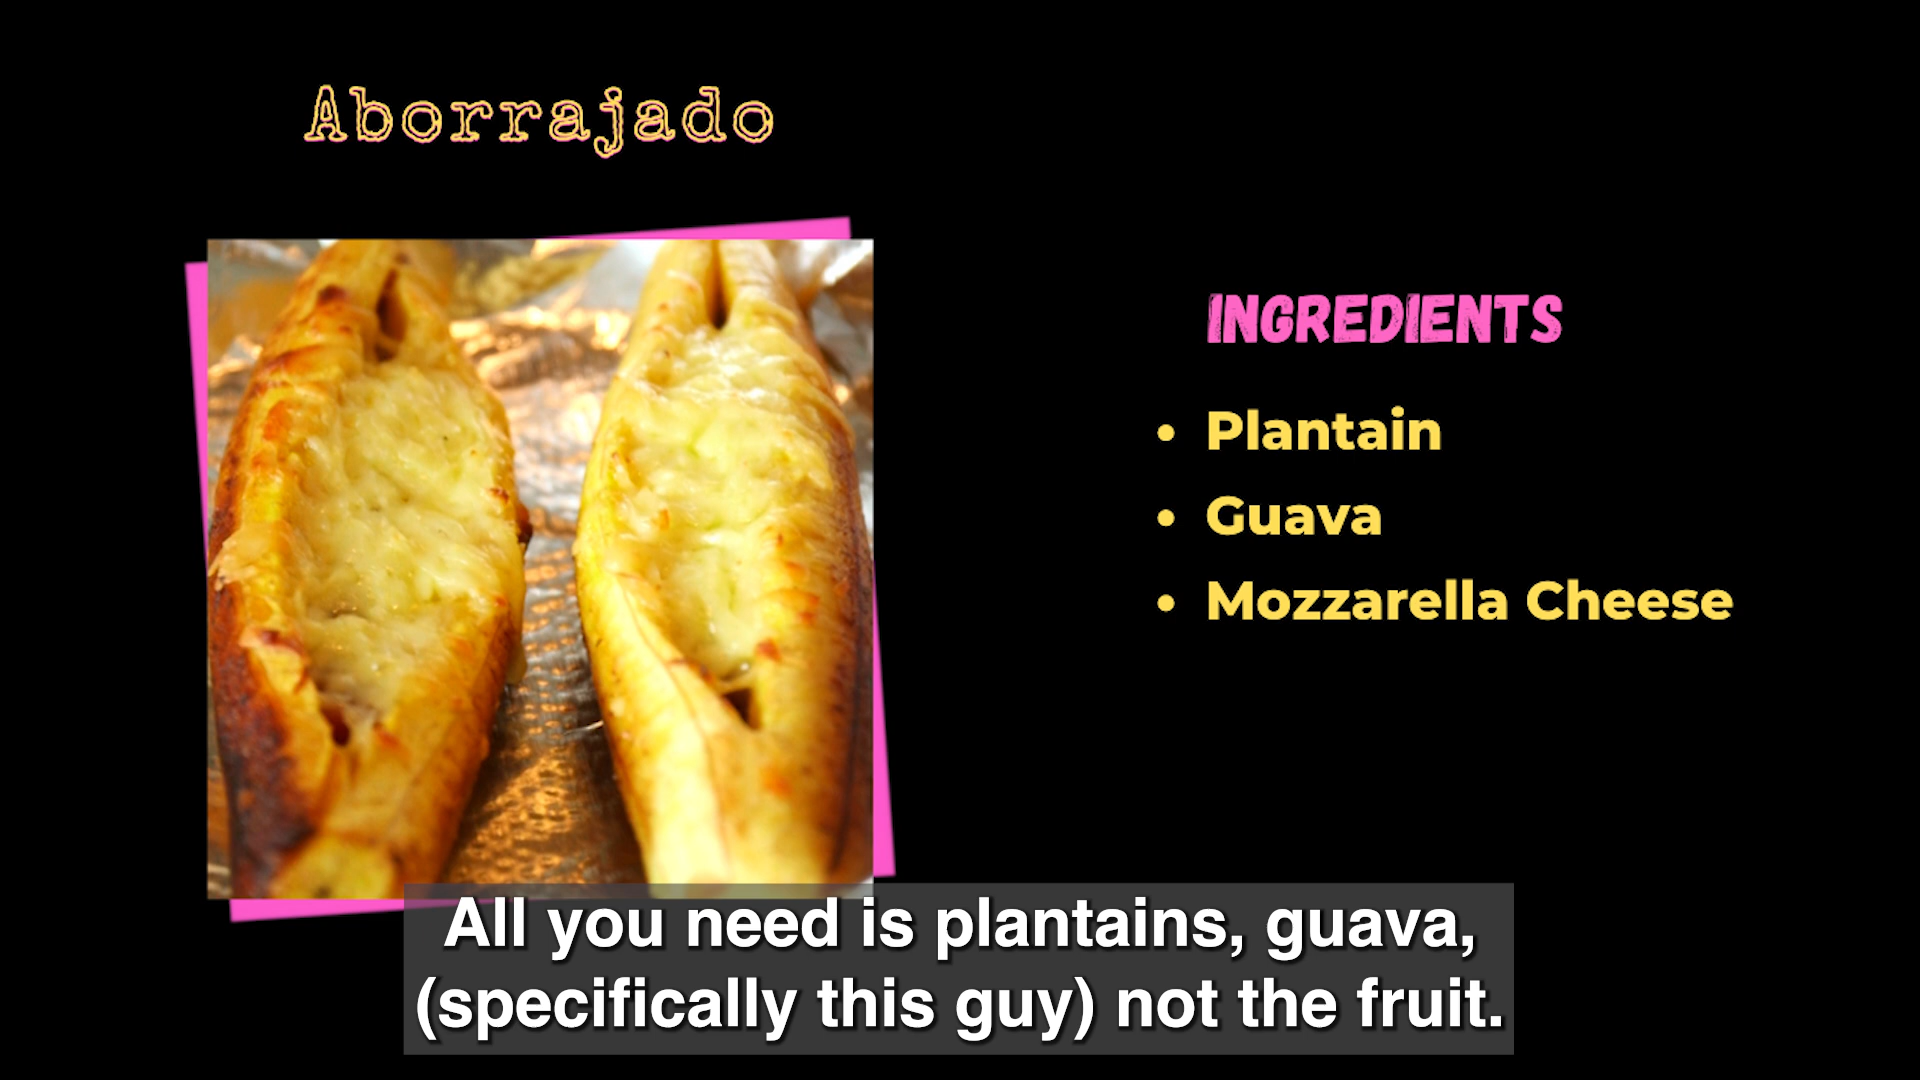 Aborrajado
INGREDIENTS
• Plantain
• Guava
• Mozzarella Cheese
All you need is plantains, guava,
(specifically this guy) not the fruit.